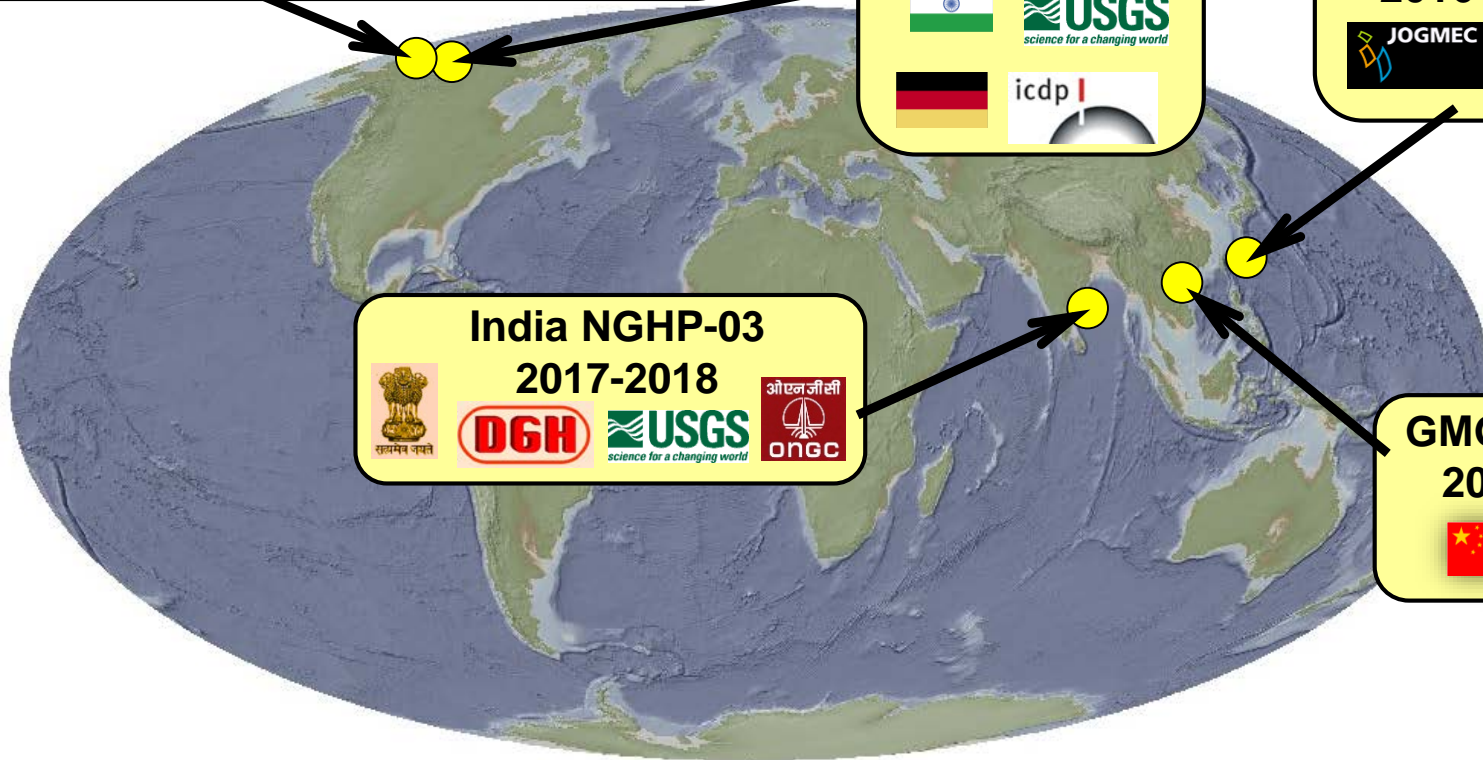 USGS
science for a changing world
icdp
JOGMEC
India NGHP-03
2017-2018
सत्यमेव जयते
DGH
USGS
science for a changing world
ओएनजीसी
ONGC
20